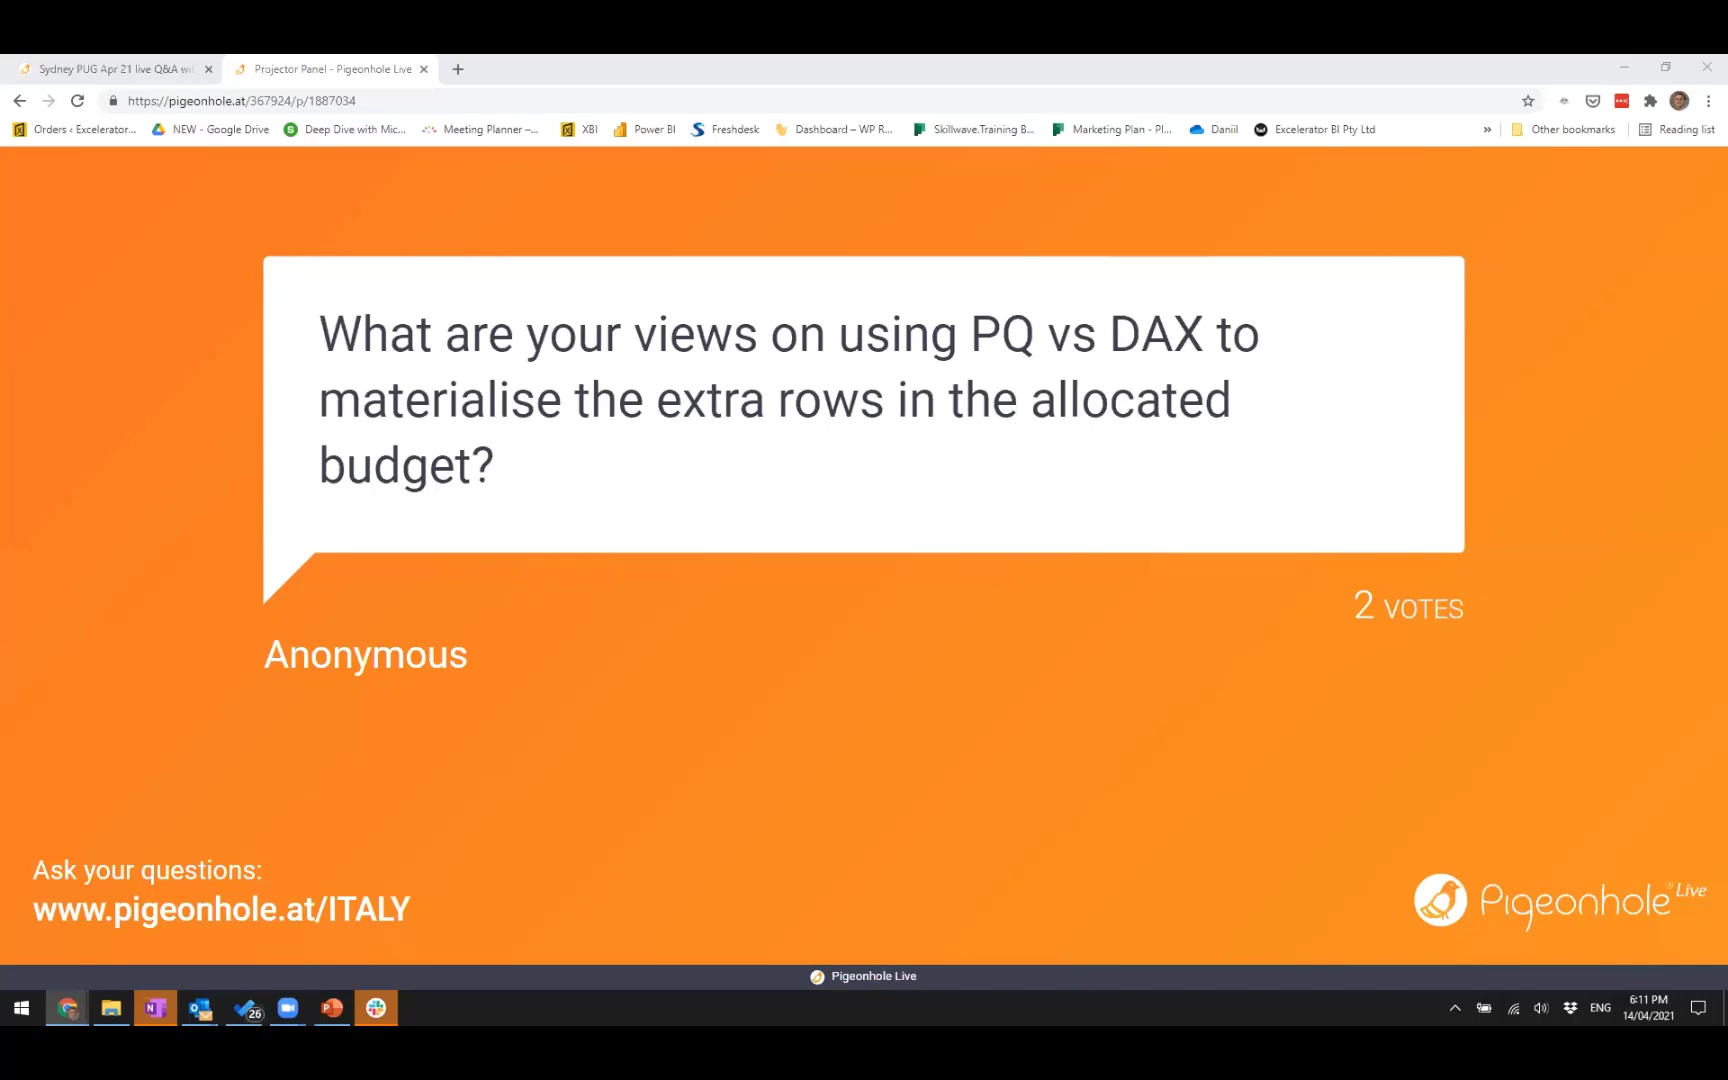 Sydney PUG Apr 21 live Q&A wi
Projector Panel - Pigeonhole Live
https://pigeonhole.at/367924/p/1887034
Orders ‹ Excelerator...
NEW - Google Drive
Deep Dive with Mic...
Meeting Planner –...
XBI
Power BI
Freshdesk
Dashboard – WP R...
Skillwave.Training B...
Marketing Plan - Pl...
Daniil
Excelerator BI Pty Ltd
»
Other bookmarks
Reading list
What are your views on using PQ vs DAX to
materialise the extra rows in the allocated
budget?
2 VOTES
Anonymous
Ask your questions:
www.pigeonhole.at/ITALY
Pigeonhole® Live
Pigeonhole Live
26
ENG
6:11 PM
14/04/2021